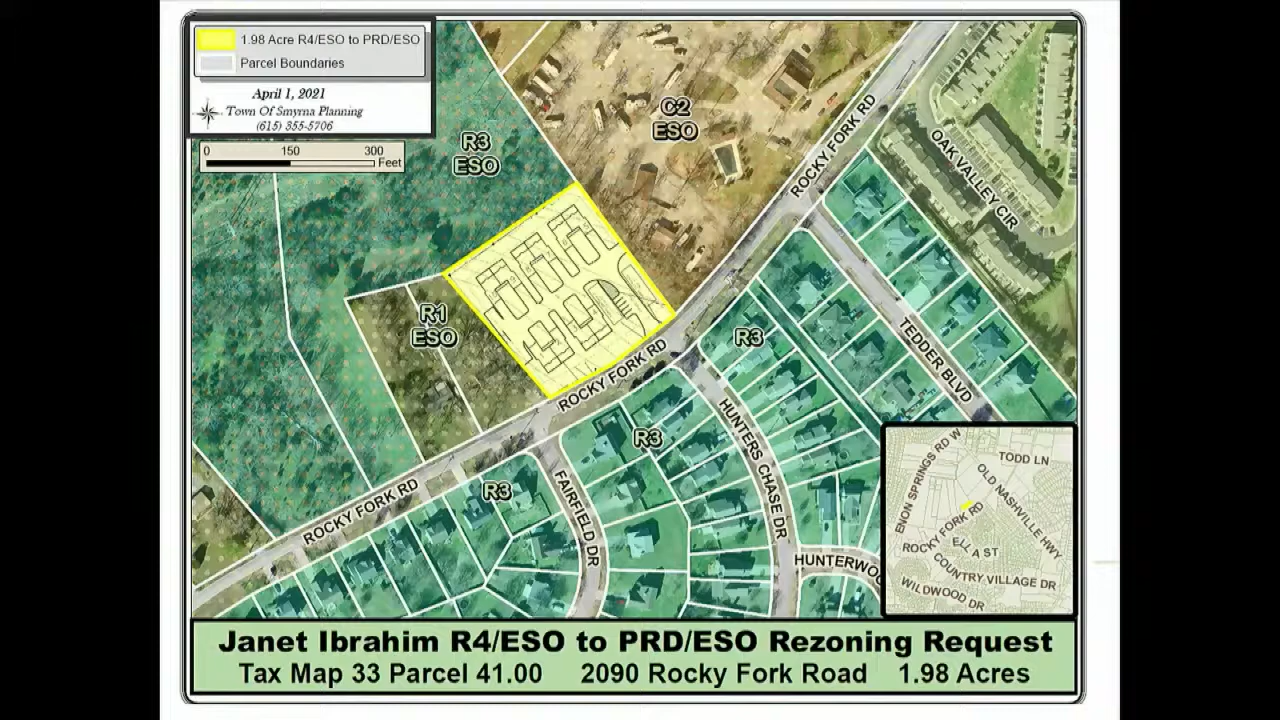 1.98 Acre R4/ESO to PRD/ESO
Parcel Boundaries
April 1, 2021
Town Of Smyrna Planning
(615) 355-5706
0 150 300
Feet
R3
ESO
C2
ESO
ROCKY FORK RD
OAK VALLEY CIR
R1
ESO
ROCKY FORK RD
R3
TEDDER BLVD
R3
HUNTERS CHASE DR
R3
FAIRFIELD DR
ROCKY FORK RD
HUNTERWO
ENON SPRINGS RD W
TODD LN
OLD NASHVILLE HWY
ROCKY FORK RD
ELLA ST
COUNTRY VILLAGE DR
WILDWOOD DR
Janet Ibrahim R4/ESO to PRD/ESO Rezoning Request
Tax Map 33 Parcel 41.00 2090 Rocky Fork Road 1.98 Acres